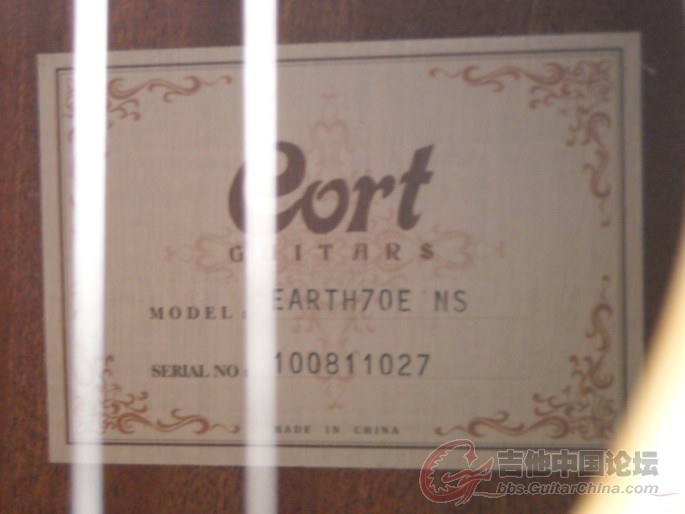 Cort
GUITARS
MODEL : EARTH70E NS
SERIAL NO : 100811027
MADE IN CHINA
吉他中国论坛
bbs.GuitarChina.com